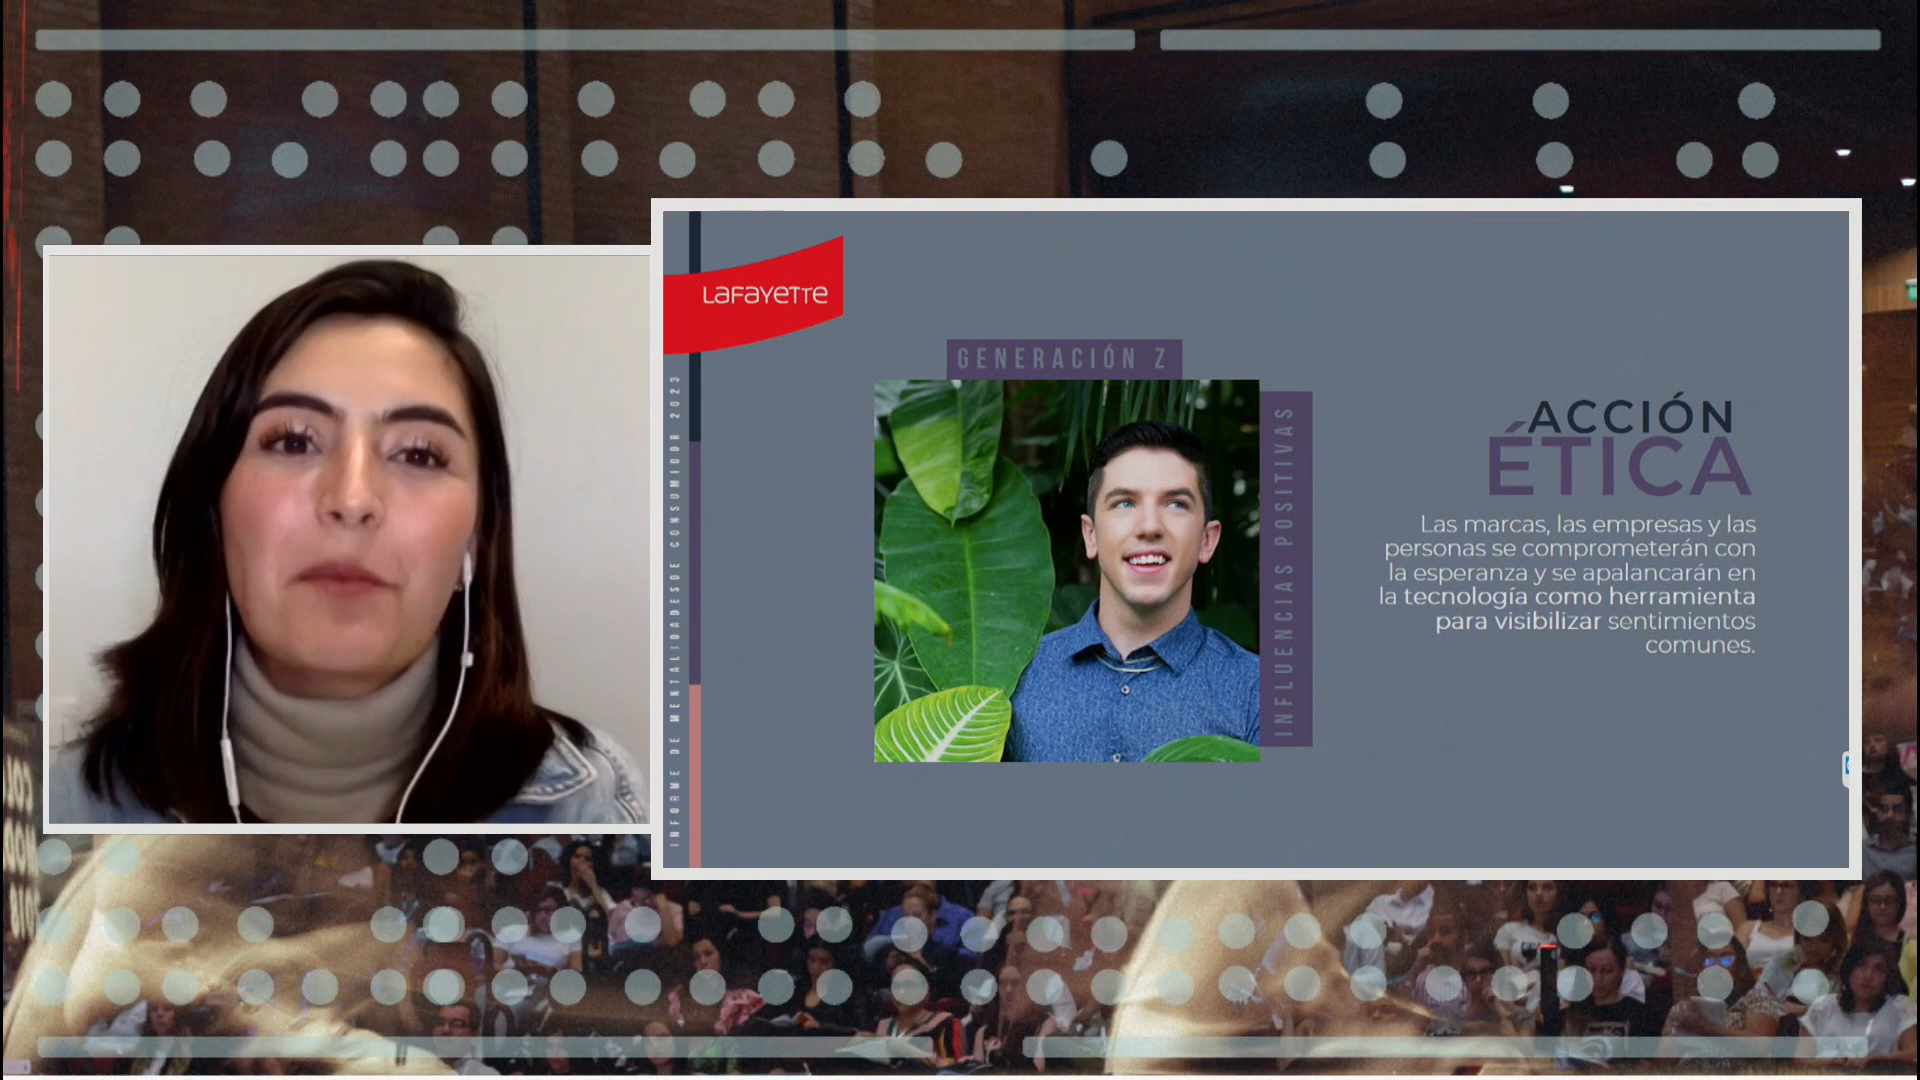 LAFAYETTE
GENERACIÓN Z
INFLUENCIAS POSITIVAS
INFORME DE MENTALIDADESDE CONSUMIDOR 2023
ACCIÓN
ÉTICA
Las marcas, las empresas y las
personas se comprometerán con
la esperanza y se apalancarán en
la tecnología como herramienta
para visibilizar sentimientos
comunes.